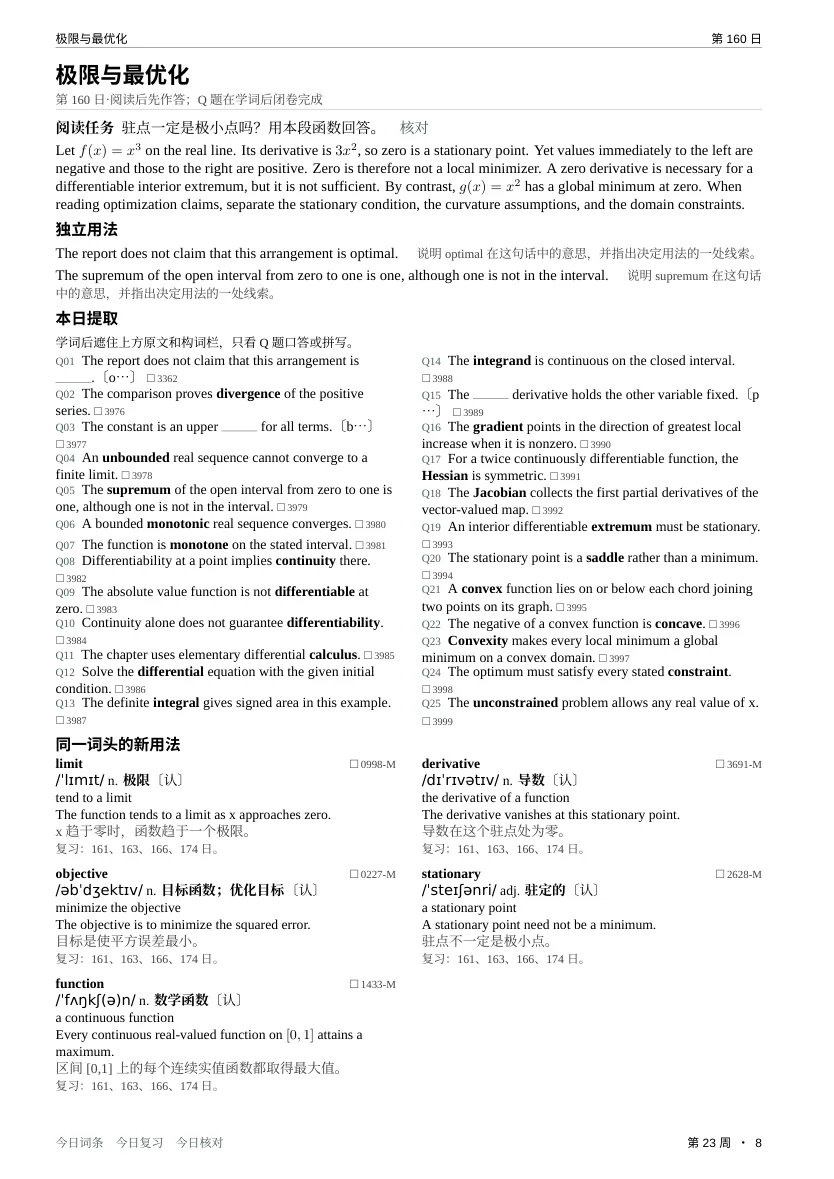 极限与最优化 第 160 日
极限与最优化
第 160 日·阅读后先作答；Q 题在学词后闭卷完成
阅读任务 驻点一定是极小点吗？用本段函数回答。 核对
Let f(x) = x³ on the real line. Its derivative is 3x², so zero is a stationary point. Yet values immediately to the left are
negative and those to the right are positive. Zero is therefore not a local minimizer. A zero derivative is necessary for a
differentiable interior extremum, but it is not sufficient. By contrast, g(x) = x² has a global minimum at zero. When
reading optimization claims, separate the stationary condition, the curvature assumptions, and the domain constraints.
独立用法
The report does not claim that this arrangement is optimal. 说明 optimal 在这句话中的意思，并指出决定用法的一处线索。
The supremum of the open interval from zero to one is one, although one is not in the interval. 说明 supremum 在这句话
中的意思，并指出决定用法的一处线索。
本日提取
学词后遮住上方原文和构词栏，只看 Q 题口答或拼写。
Q01 The report does not claim that this arrangement is
_____. 〔o···〕 □ 3362
Q02 The comparison proves divergence of the positive
series. □ 3976
Q03 The constant is an upper _____ for all terms. 〔b···〕
□ 3977
Q04 An unbounded real sequence cannot converge to a
finite limit. □ 3978
Q05 The supremum of the open interval from zero to one is
one, although one is not in the interval. □ 3979
Q06 A bounded monotonic real sequence converges. □ 3980
Q07 The function is monotone on the stated interval. □ 3981
Q08 Differentiability at a point implies continuity there.
□ 3982
Q09 The absolute value function is not differentiable at
zero. □ 3983
Q10 Continuity alone does not guarantee differentiability.
□ 3984
Q11 The chapter uses elementary differential calculus. □ 3985
Q12 Solve the differential equation with the given initial
condition. □ 3986
Q13 The definite integral gives signed area in this example.
□ 3987
Q14 The integrand is continuous on the closed interval.
□ 3988
Q15 The _____ derivative holds the other variable fixed. 〔p
···〕 □ 3989
Q16 The gradient points in the direction of greatest local
increase when it is nonzero. □ 3990
Q17 For a twice continuously differentiable function, the
Hessian is symmetric. □ 3991
Q18 The Jacobian collects the first partial derivatives of the
vector-valued map. □ 3992
Q19 An interior differentiable extremum must be stationary.
□ 3993
Q20 The stationary point is a saddle rather than a minimum.
□ 3994
Q21 A convex function lies on or below each chord joining
two points on its graph. □ 3995
Q22 The negative of a convex function is concave. □ 3996
Q23 Convexity makes every local minimum a global
minimum on a convex domain. □ 3997
Q24 The optimum must satisfy every stated constraint.
□ 3998
Q25 The unconstrained problem allows any real value of x.
□ 3999
同一词头的新用法
limit □ 0998-M
/ˈlɪmɪt/ n. 极限〔认〕
tend to a limit
The function tends to a limit as x approaches zero.
x 趋于零时，函数趋于一个极限。
复习：161、163、166、174 日。
objective □ 0227-M
/əbˈdʒektɪv/ n. 目标函数；优化目标〔认〕
minimize the objective
The objective is to minimize the squared error.
目标是使平方误差最小。
复习：161、163、166、174 日。
function □ 1433-M
/ˈfʌŋkʃ(ə)n/ n. 数学函数〔认〕
a continuous function
Every continuous real-valued function on [0, 1] attains a
maximum.
区间 [0,1] 上的每个连续实值函数都取得最大值。
复习：161、163、166、174 日。
derivative □ 3691-M
/dɪˈrɪvətɪv/ n. 导数〔认〕
the derivative of a function
The derivative vanishes at this stationary point.
导数在这个驻点处为零。
复习：161、163、166、174 日。
stationary □ 2628-M
/ˈsteɪʃənri/ adj. 驻定的〔认〕
a stationary point
A stationary point need not be a minimum.
驻点不一定是极小点。
复习：161、163、166、174 日。
今日词条 今日复习 今日核对 第 23 周 · 8